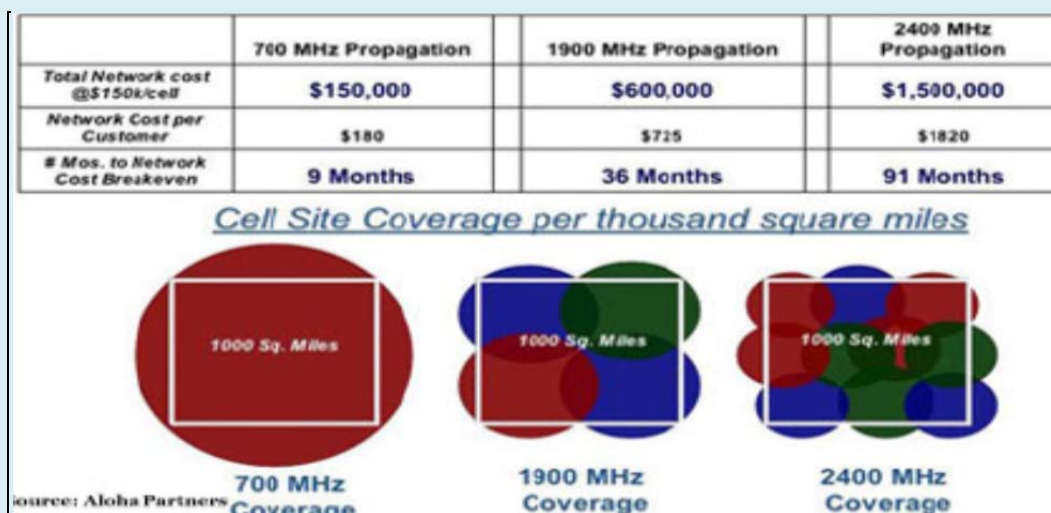 700 MHz Propagation 1900 MHz Propagation 2400 MHz
Propagation
Total Network cost
@$150k/cell $150,000 $600,000 $1,500,000
Network Cost per
Customer $180 $725 $1820
# Mos. to Network
Cost Breakeven 9 Months 36 Months 91 Months
Cell Site Coverage per thousand square miles
1000 Sq. Miles 1000 Sq. Miles 1000 Sq. Miles
700 MHz
Coverage
1900 MHz
Coverage
2400 MHz
Coverage
Source: Aloha Partners